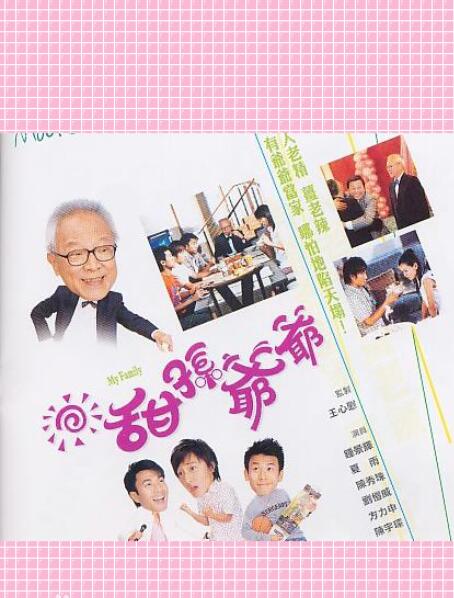 人老精 薑老辣
有爺爺當家 哪怕地陷天塌!
My Family
甜孫爺爺
監製
王心慰
演員
鍾景輝
夏 雨
陳秀珠
劉愷威
方力申
陳宇琛